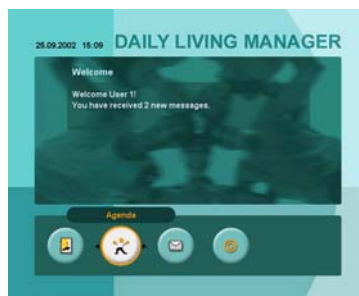 25.09.2002 15:09 DAILY LIVING MANAGER
Welcome
Welcome User 1!
You have received 2 new messages.
Agenda